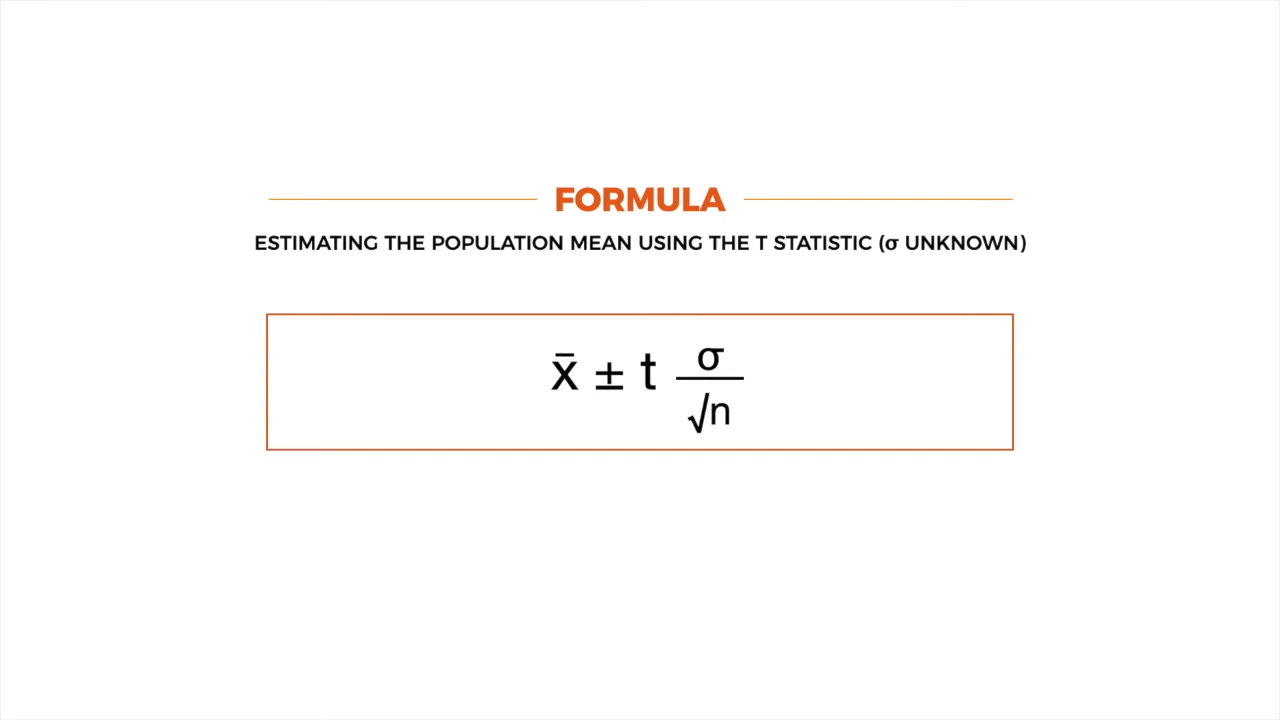 FORMULA
ESTIMATING THE POPULATION MEAN USING THE T STATISTIC (σ UNKNOWN)
x̄ ± t σ
√n